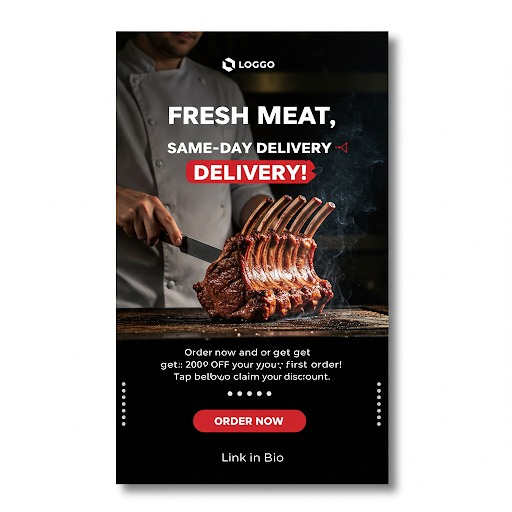 LOGGO
FRESH MEAT,
SAME-DAY DELIVERY
DELIVERY!
Order now and or get get
OFF your first order!
Tap claim your discount.
ORDER NOW
Link in Bio